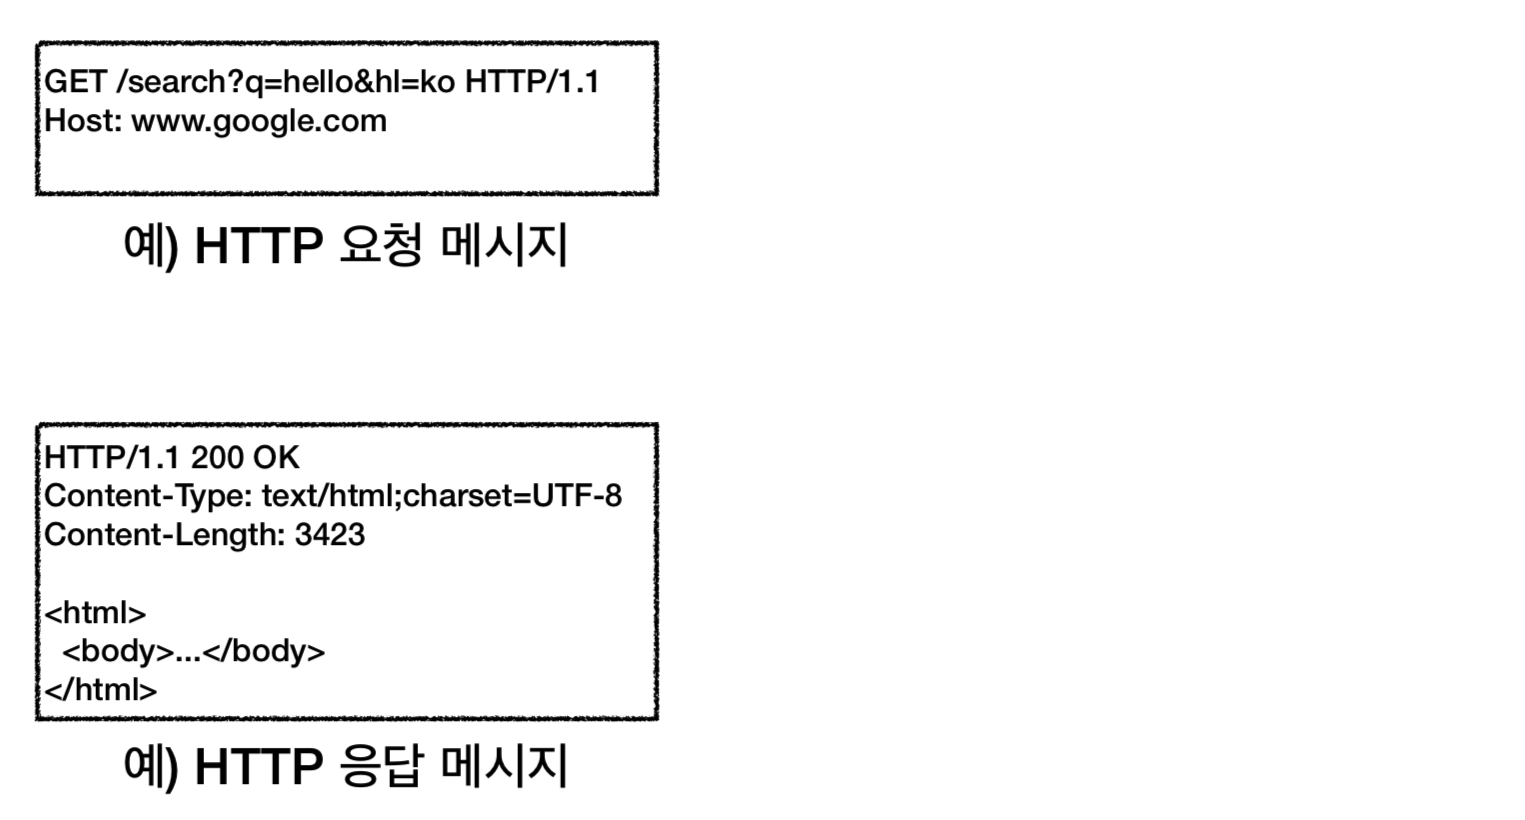 GET /search?q=hello&hl=ko HTTP/1.1
Host: www.google.com
예) HTTP 요청 메시지
HTTP/1.1 200 OK
Content-Type: text/html;charset=UTF-8
Content-Length: 3423
<html>
<body>...</body>
</html>
예) HTTP 응답 메시지